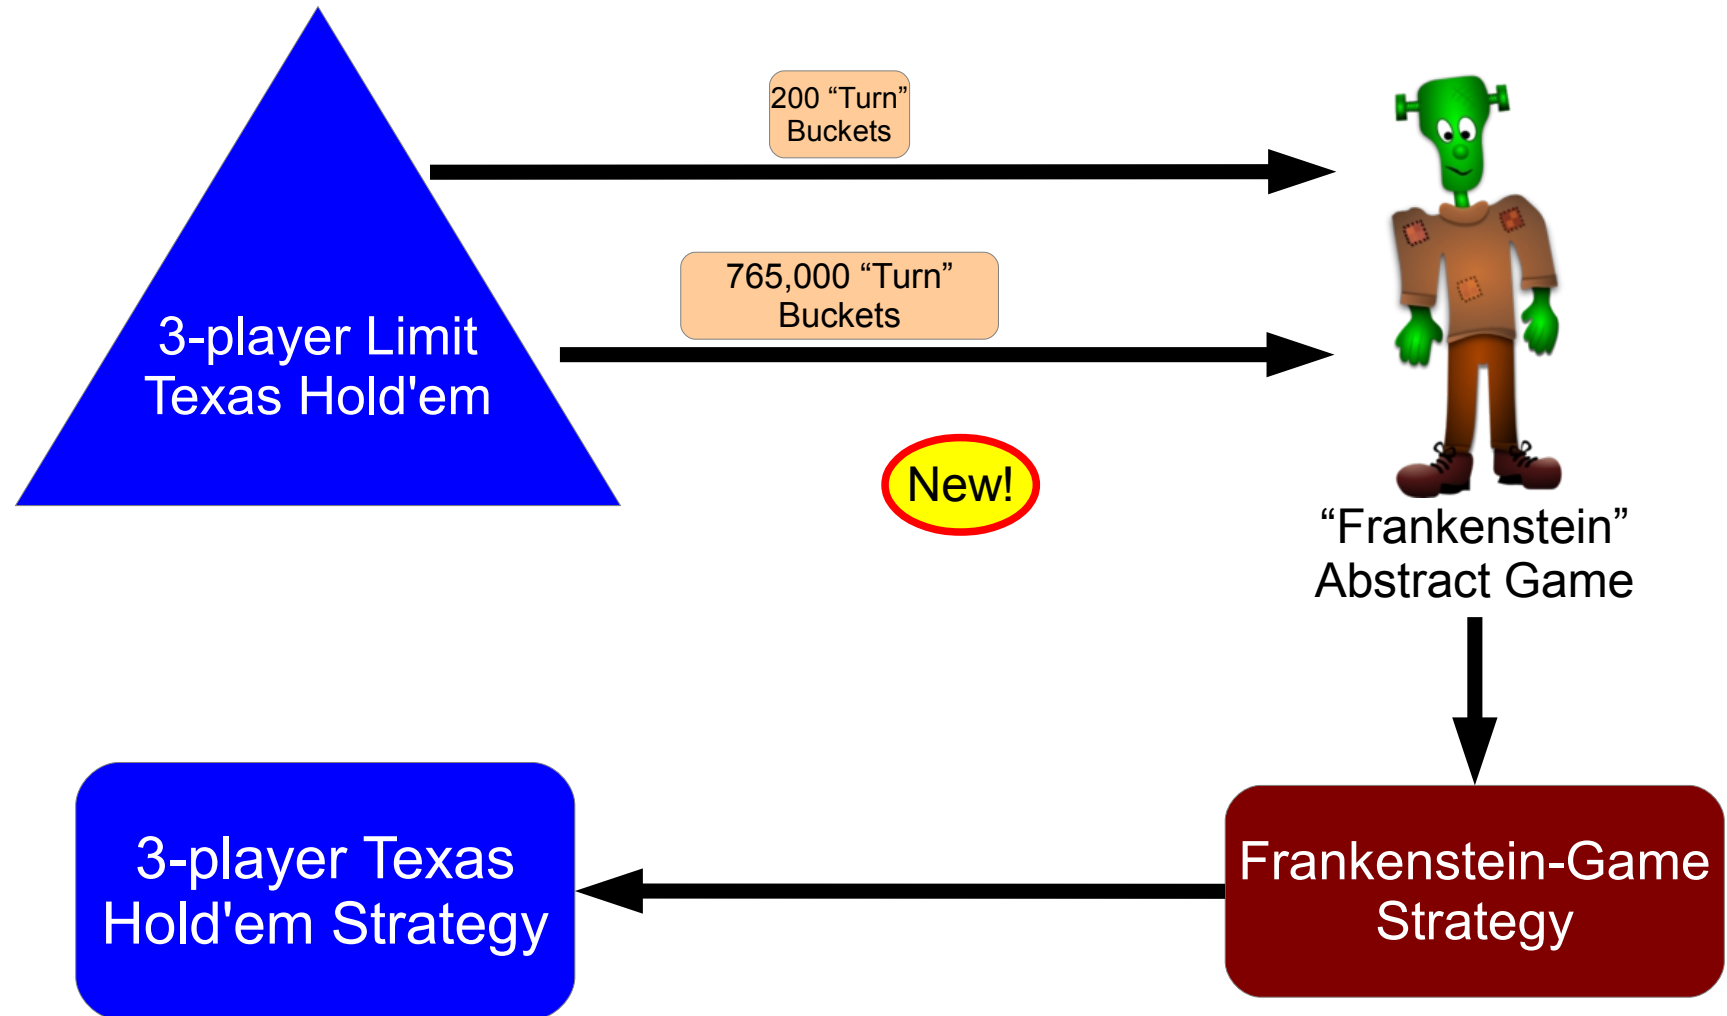 200 “Turn”
Buckets
3-player Limit
Texas Hold'em
765,000 “Turn”
Buckets
New!
“Frankenstein”
Abstract Game
3-player Texas
Hold'em Strategy
Frankenstein-Game
Strategy